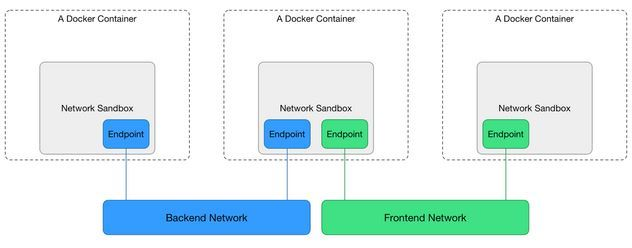 A Docker Container
A Docker Container
A Docker Container
Network Sandbox
Network Sandbox
Network Sandbox
Endpoint
Endpoint
Endpoint
Endpoint
Backend Network
Frontend Network